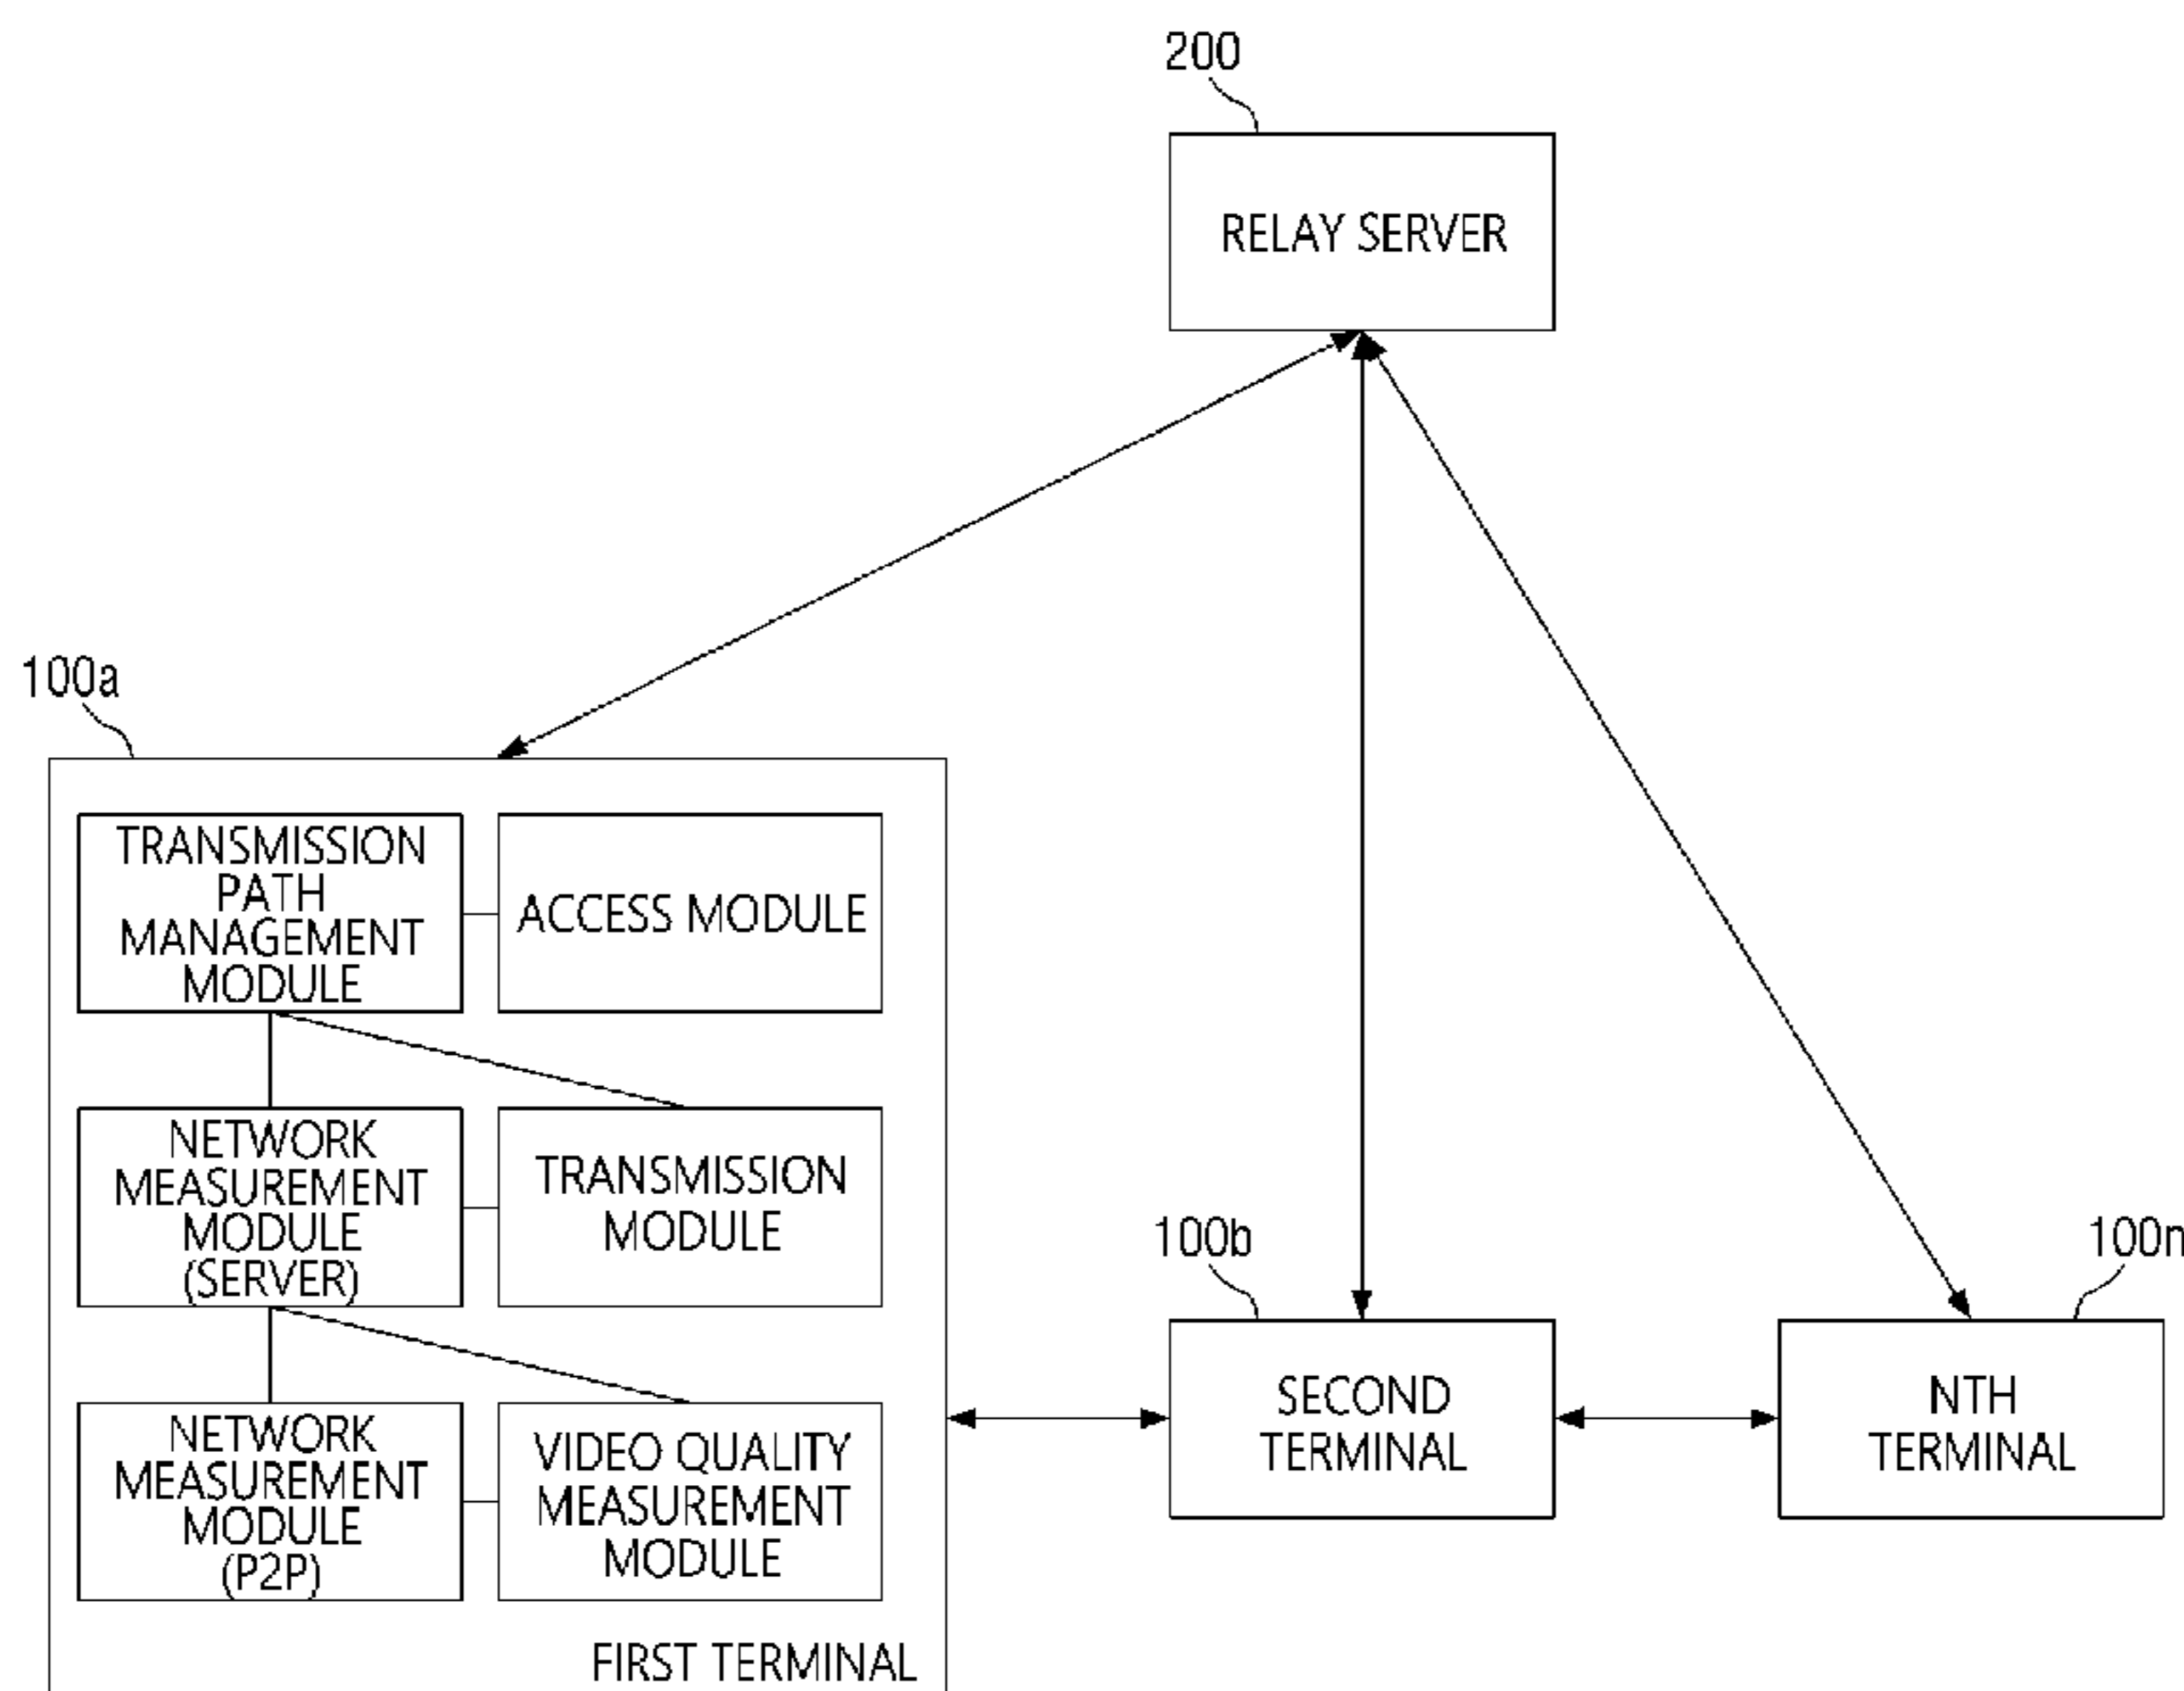 200
RELAY SERVER
100a
TRANSMISSION
PATH
MANAGEMENT
MODULE
ACCESS MODULE
NETWORK
MEASUREMENT
MODULE
(SERVER)
TRANSMISSION
MODULE
NETWORK
MEASUREMENT
MODULE
(P2P)
VIDEO QUALITY
MEASUREMENT
MODULE
FIRST TERMINAL
100b
SECOND
TERMINAL
100n
NTH
TERMINAL